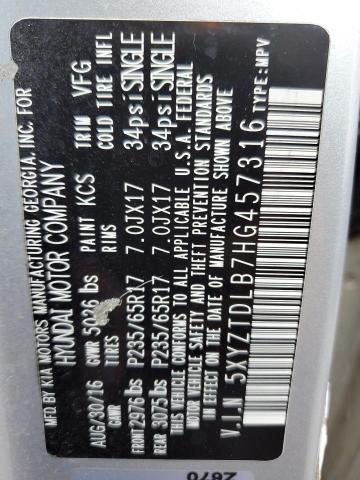 MFD. BY KIA MOTORS MANUFACTURING GEORGIA, INC. FOR
HYUNDAI MOTOR COMPANY
AUG/30/16 GVWR 5026 lbs PAINT KCS TRIM VFG
GAWR TIRES RIMS COLD TIRE INFL
FRONT 2976 lbs P235/65R17 7.0JX17 34psi SINGLE
REAR 3075 lbs P235/65R17 7.0JX17 34psi SINGLE
THIS VEHICLE CONFORMS TO ALL APPLICABLE U.S.A. FEDERAL
MOTOR VEHICLE SAFETY AND THEFT PREVENTION STANDARDS
IN EFFECT ON THE DATE OF MANUFACTURE SHOWN ABOVE
V.I.N 5XYZTDLB7HG457316 TYPE:MPV
2670